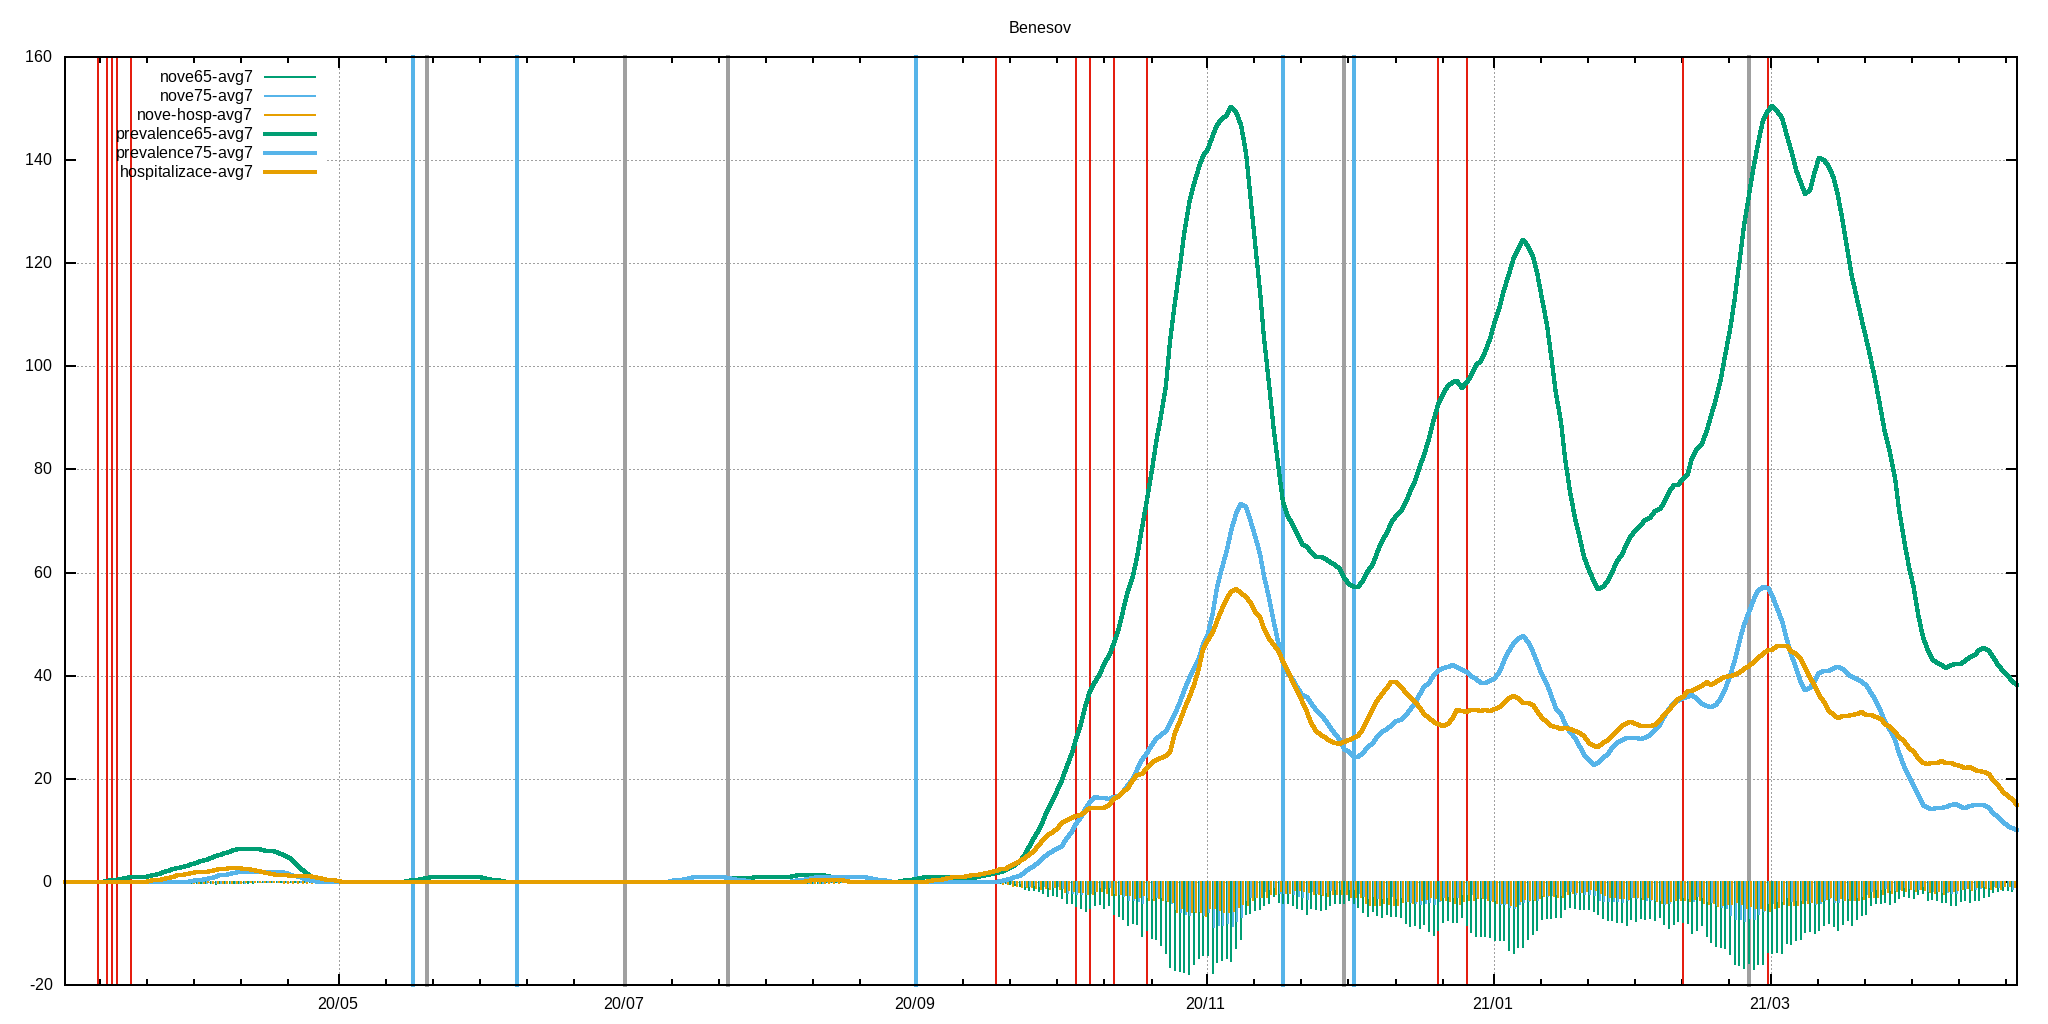 Benesov
160
nove65-avg7
nove75-avg7
nove-hosp-avg7
prevalence65-avg7
prevalence75-avg7
hospitalizace-avg7
140
120
100
80
60
40
20
0
-20
20/05 20/07 20/09 20/11 21/01 21/03